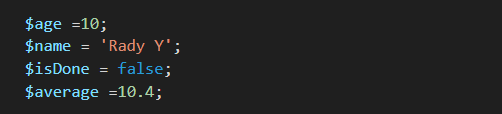 $age =10;
$name = 'Rady Y';
$isDone = false;
$average =10.4;